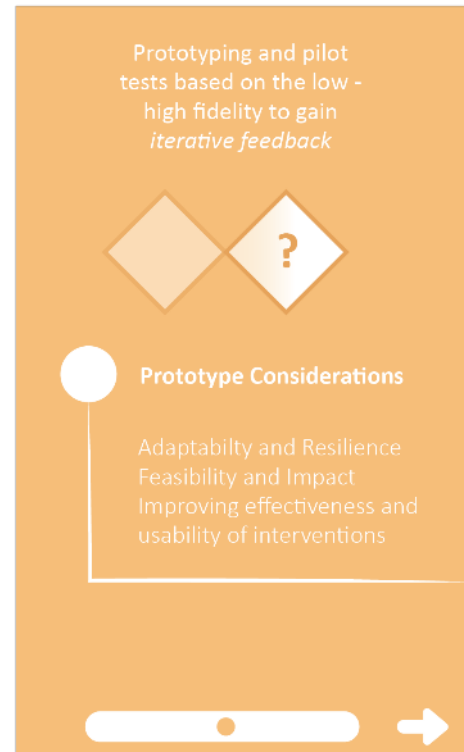 Prototyping and pilot
tests based on the low -
high fidelity to gain
iterative feedback
?
Prototype Considerations
Adaptabilty and Resilience
Feasibility and Impact
Improving effectiveness and
usability of interventions